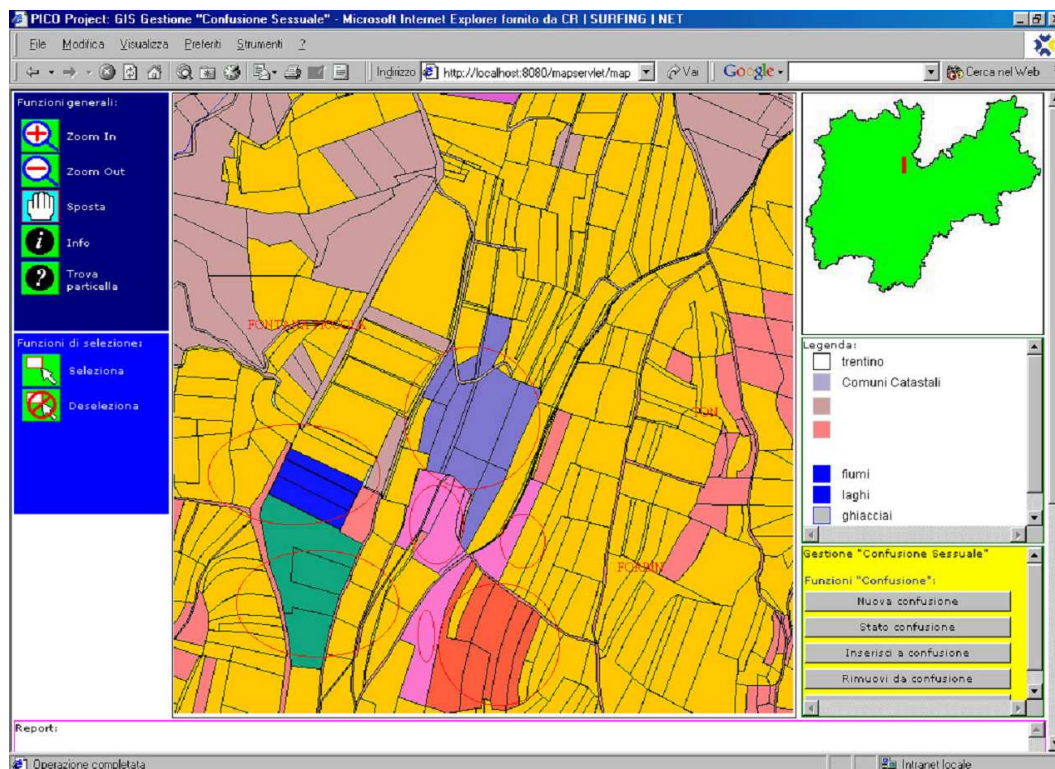 PICO Project: GIS Gestione "Confusione Sessuale" - Microsoft Internet Explorer fornito da CR | SURFING | NET
File Modifica Visualizza Preferiti Strumenti ?
Indirizzo http://localhost:8080/mapservlet/map Vai Google Cerca nel Web
Funzioni generali:
Zoom In
Zoom Out
Sposta
Info
Trova
particella
Funzioni di selezione:
Seleziona
Deseleziona
TON
FORBIN
Legenda:
trentino
Comuni Catastali
fiumi
laghi
ghiacciai
Gestione "Confusione Sessuale"
Funzioni "Confusione":
Nuova confusione
Stato confusione
Inserisci a confusione
Rimuovi da confusione
Report:
Operazione completata
Intranet locale